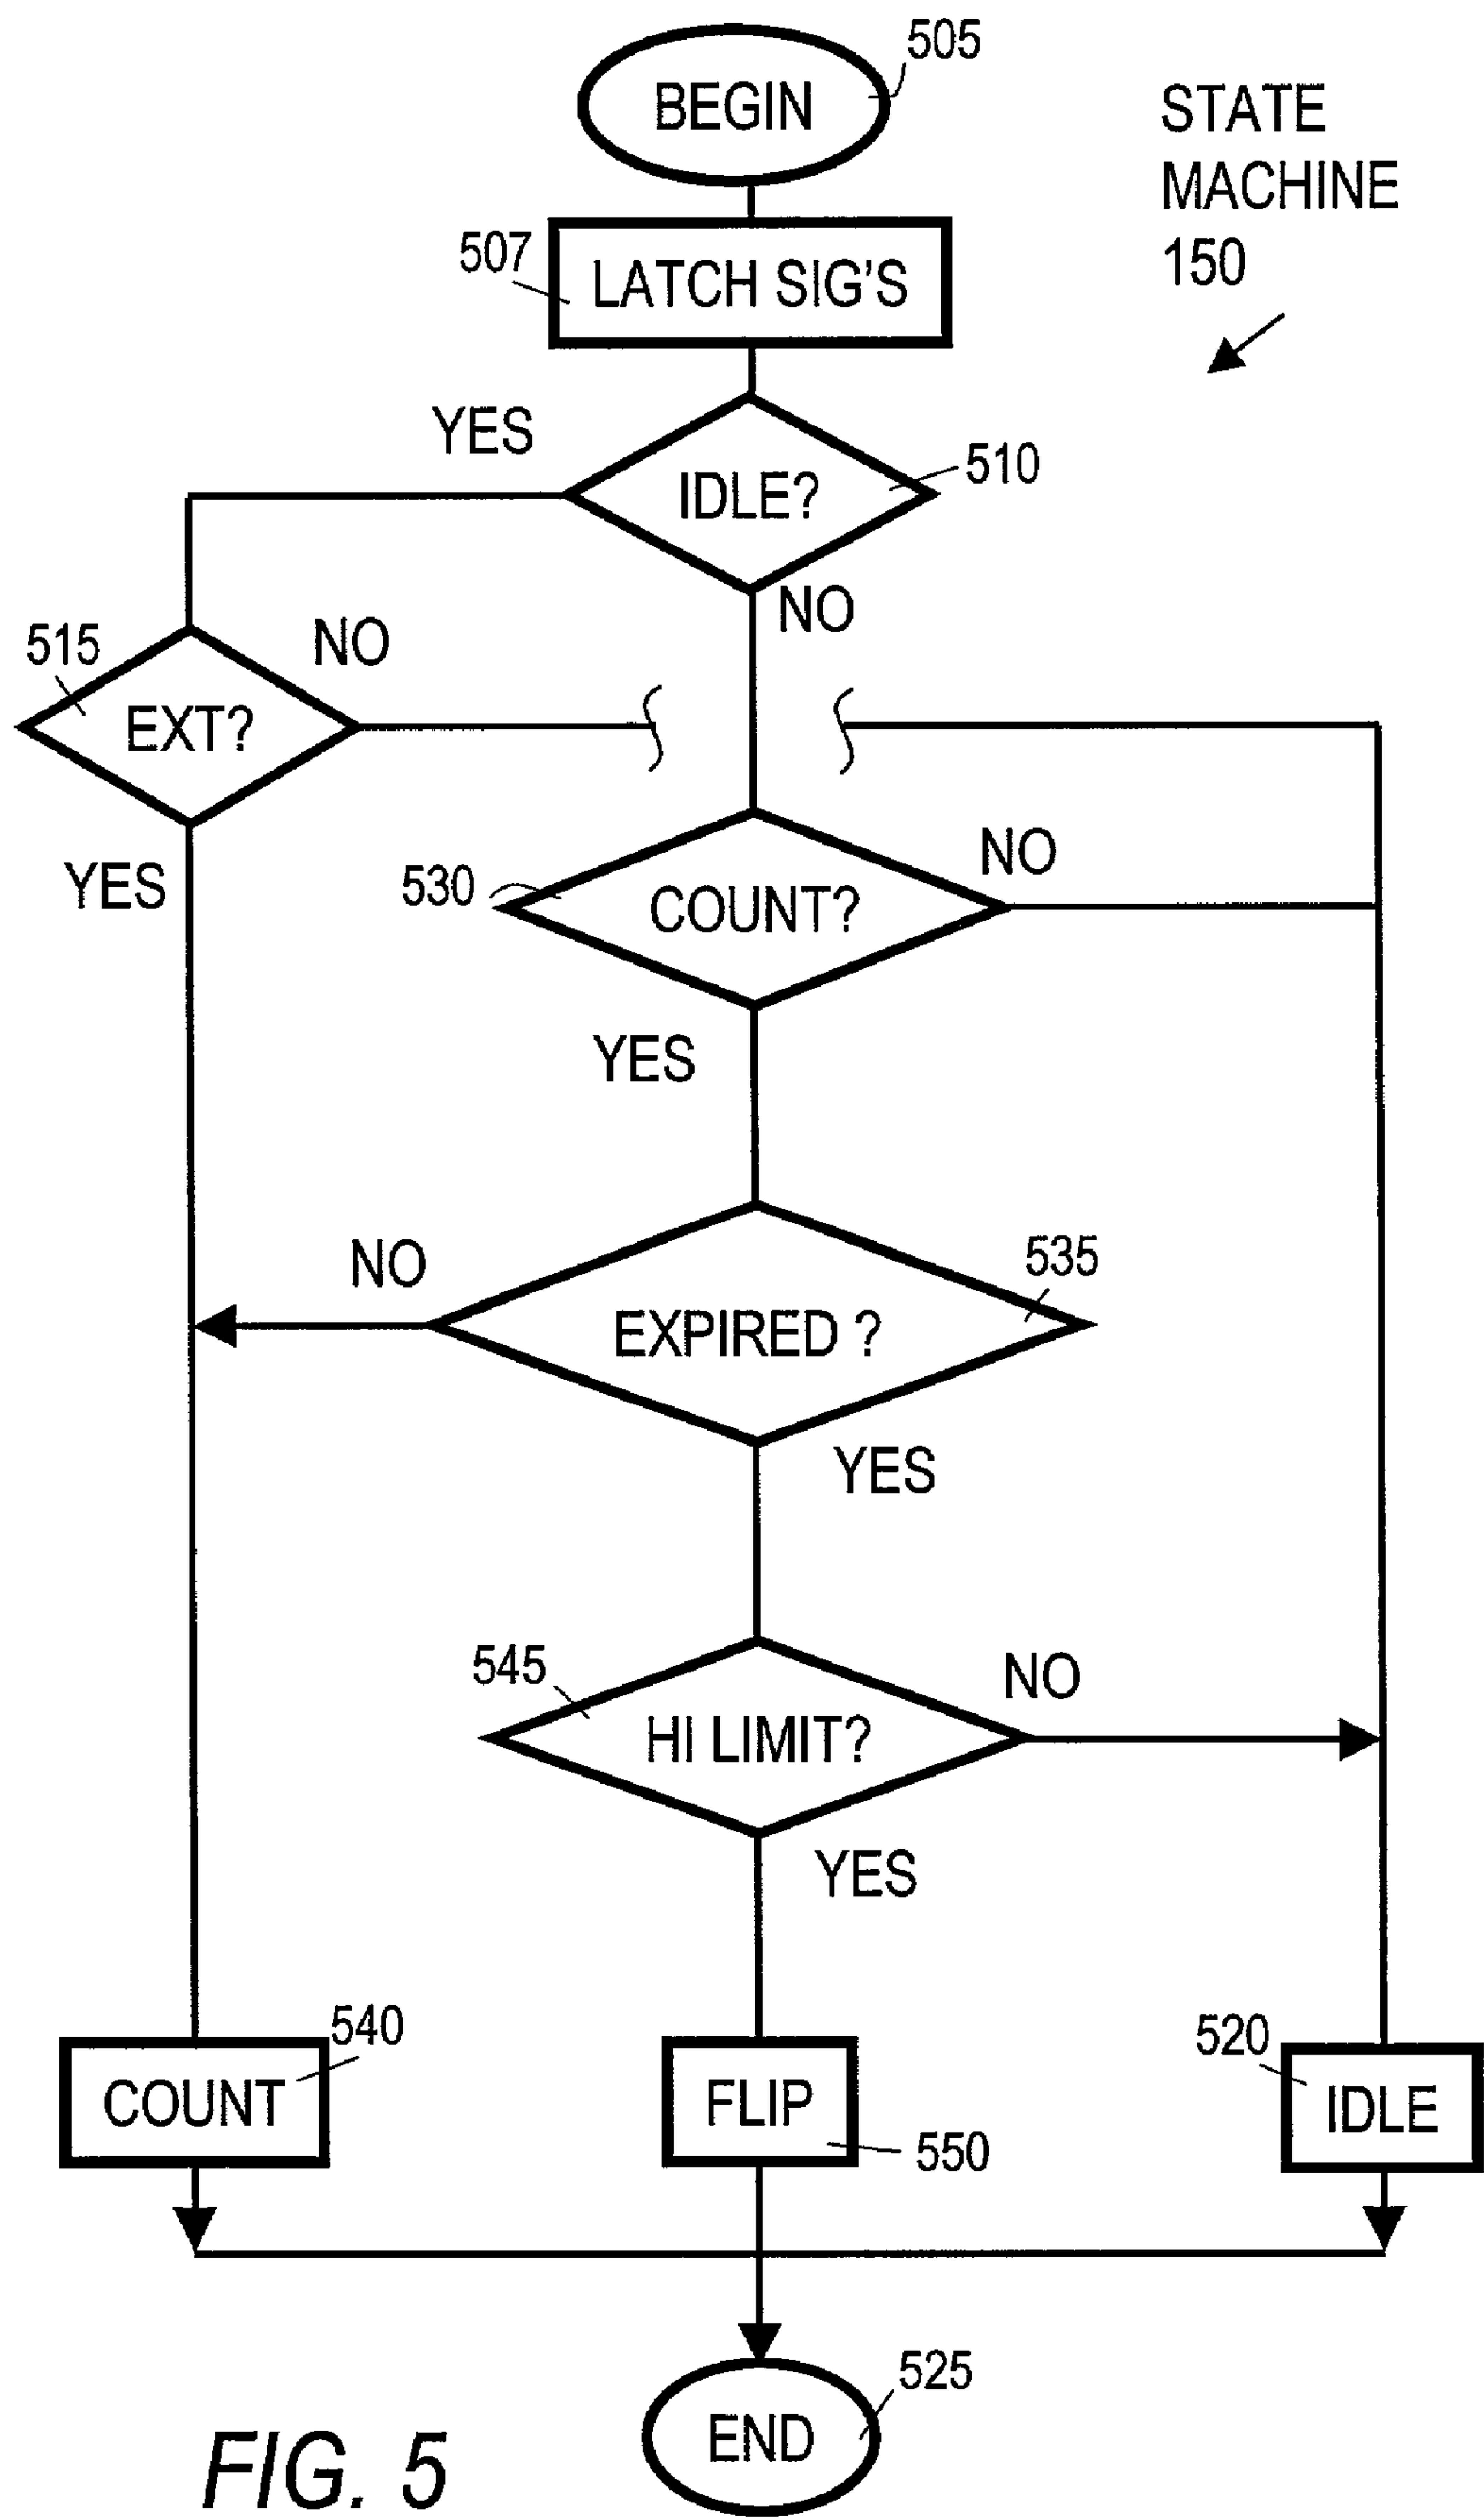 505
BEGIN
STATE
MACHINE
150
507
LATCH SIG'S
YES
510
IDLE?
NO
515
NO
EXT?
YES
530
COUNT?
NO
YES
NO
535
EXPIRED ?
YES
545
NO
HI LIMIT?
YES
540
COUNT
FLIP
550
520
IDLE
525
END
FIG. 5